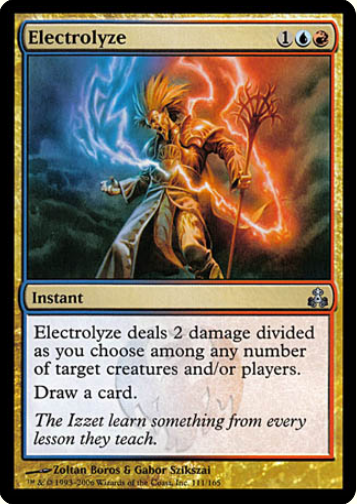 Electrolyze 1
Instant
Electrolyze deals 2 damage divided
as you choose among any number
of target creatures and/or players.
Draw a card.
The Izzet learn something from every
lesson they teach.
Zoltan Boros & Gabor Szikszai
™ & © 1993-2006 Wizards of the Coast, Inc. 111/165